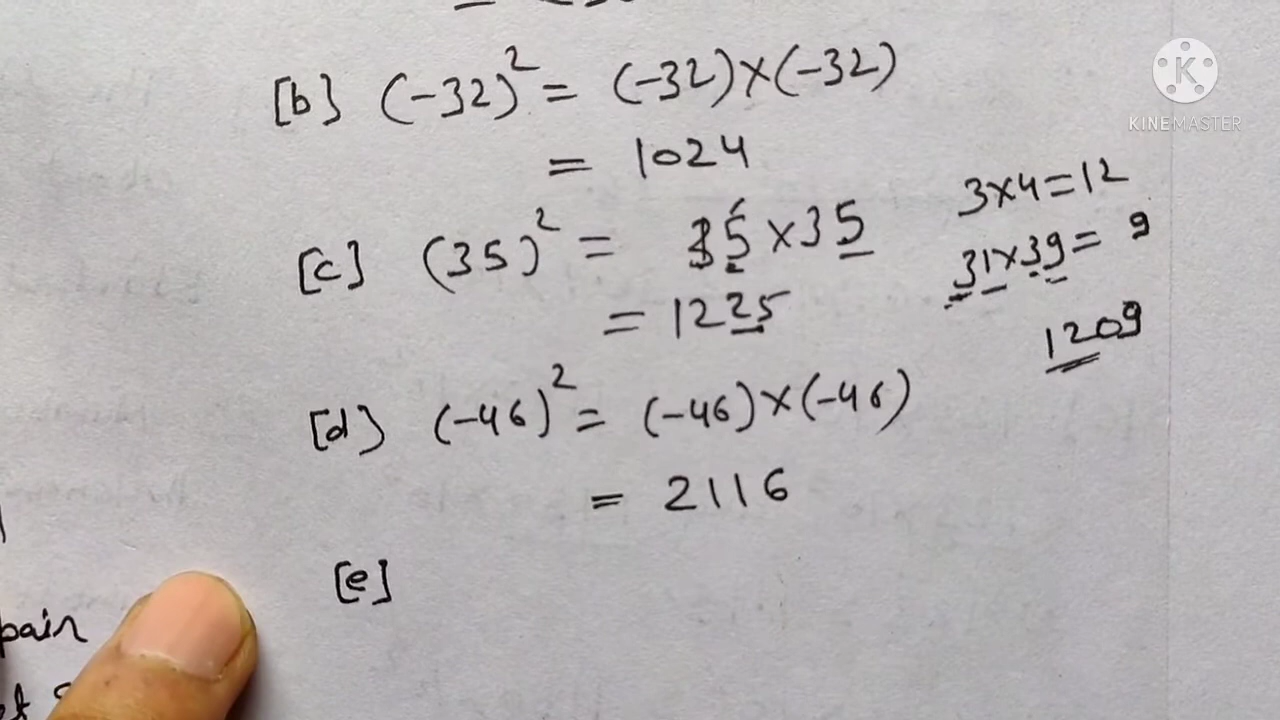 [b] (-32)² = (-32)×(-32)
= 1024
[c] (35)² = 35×35
= 1225
3×4=12
31×39= 9
1209
[d] (-46)² = (-46)×(-46)
= 2116
[e]
pain
KINEMASTER